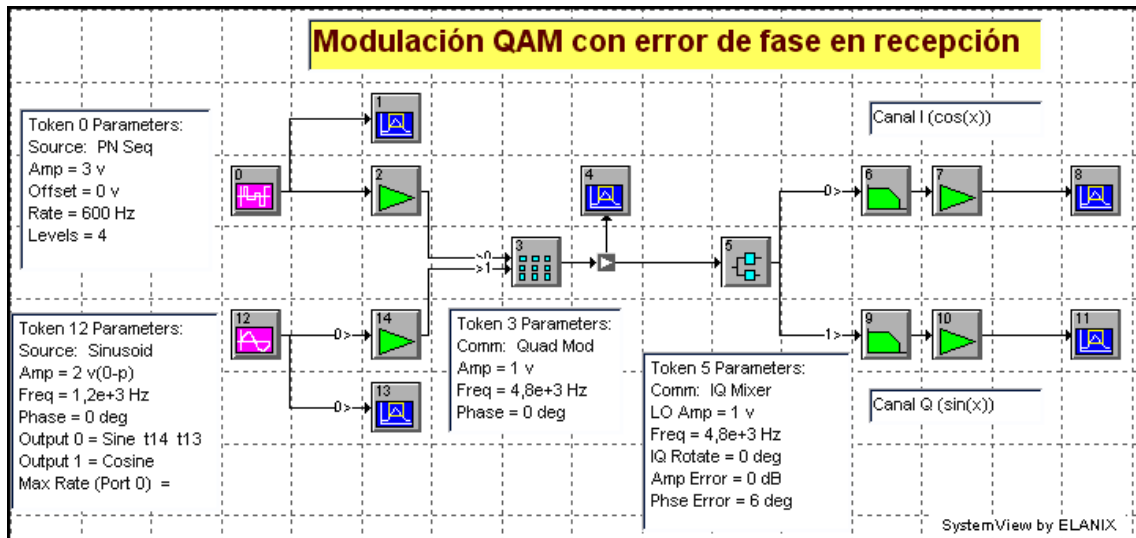 Modulación QAM con error de fase en recepción
Token 0 Parameters:
Source: PN Seq
Amp = 3 v
Offset = 0 v
Rate = 600 Hz
Levels = 4
0
1
2
3
4
5
6
7
8
Canal I (cos(x))
>0
>1
0>
1>
Token 12 Parameters:
Source: Sinusoid
Amp = 2 v(0-p)
Freq = 1,2e+3 Hz
Phase = 0 deg
Output 0 = Sine t14 t13
Output 1 = Cosine
Max Rate (Port 0) =
12
0>
14
0>
13
Token 3 Parameters:
Comm: Quad Mod
Amp = 1 v
Freq = 4,8e+3 Hz
Phase = 0 deg
Token 5 Parameters:
Comm: IQ Mixer
LO Amp = 1 v
Freq = 4,8e+3 Hz
IQ Rotate = 0 deg
Amp Error = 0 dB
Phse Error = 6 deg
9
10
11
Canal Q (sin(x))
SystemView by ELANIX